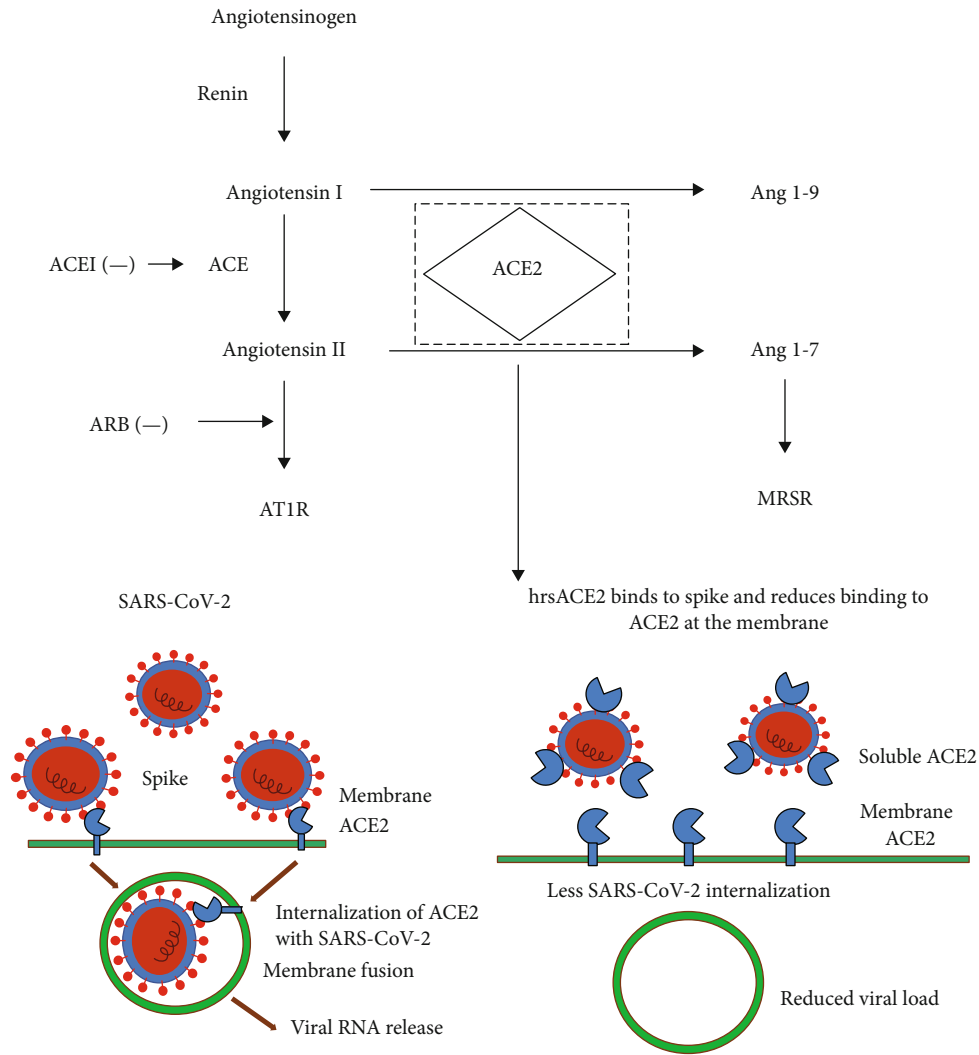 Angiotensinogen
Renin
Angiotensin I
Ang 1-9
ACEI (—)
ACE
ACE2
Angiotensin II
Ang 1-7
ARB (—)
AT1R
MRSR
SARS-CoV-2
Spike
Membrane
ACE2
Internalization of ACE2
with SARS-CoV-2
Membrane fusion
Viral RNA release
hrsACE2 binds to spike and reduces binding to
ACE2 at the membrane
Soluble ACE2
Membrane
ACE2
Less SARS-CoV-2 internalization
Reduced viral load